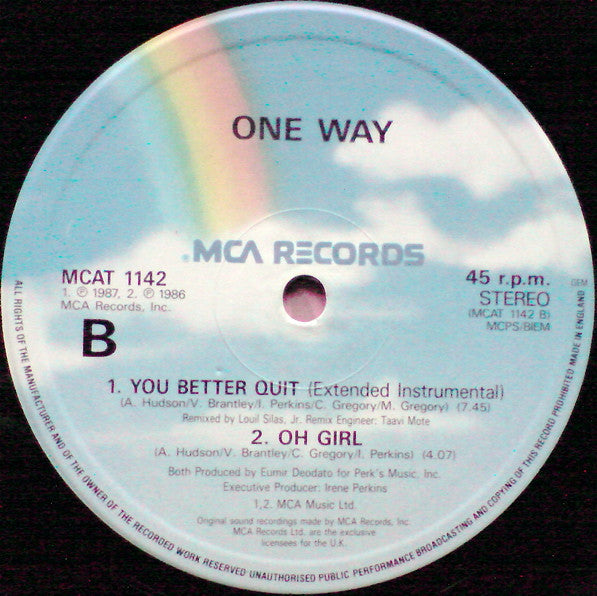 ONE WAY
MCA RECORDS
MCAT 1142
1. ℗ 1987, 2. ℗ 1986
MCA Records, Inc.
B
45 r.p.m.
STEREO
(MCAT 1142 B)
MCPS/BIEM
GEM
1. YOU BETTER QUIT (Extended Instrumental)
(A. Hudson/V. Brantley/I. Perkins/C. Gregory/M. Gregory) (7.45)
Remixed by Louil Silas, Jr. Remix Engineer: Taavi Mote
2. OH GIRL
(A. Hudson/V. Brantley/C. Gregory/I. Perkins) (4.07)
Both Produced by Eumir Deodato for Perk's Music, Inc.
Executive Producer: Irene Perkins
1,2. MCA Music Ltd.
Original sound recordings made by MCA Records, Inc.
MCA Records Ltd. are the exclusive
licensees for the U.K.
ALL RIGHTS OF THE MANUFACTURER AND OF THE OWNER OF THE RECORDED WORK RESERVED UNAUTHORISED PUBLIC PERFORMANCE BROADCASTING AND COPYING OF THIS RECORD PROHIBITED MADE IN ENGLAND